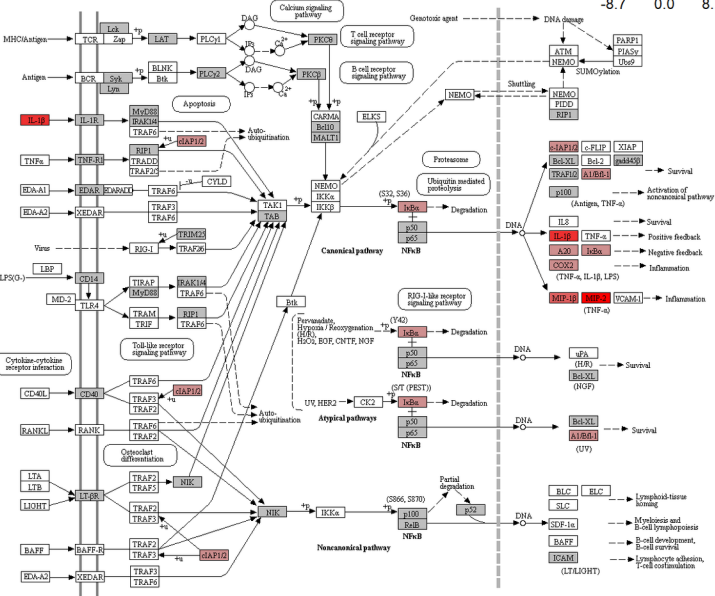 -8.7 0.0 8.
Calcium signaling
pathway
MHC/Antigen
TCR
Lck
Zap
+p
LAT
PLCγ1
DAG
IP3
Ca2+
PKCθ
T cell receptor
signaling pathway
Antigen
BCR
Syk
Lyn
+p
BLNK
Btk
PLCγ2
DAG
IP3
Ca2+
PKCβ
B cell receptor
signaling pathway
Genotoxic agent
DNA damage
ATM
NEMO
PARP1
PIASy
Ubc9
SUMOylation
Shuttling
NEMO
NEMO
PIDD
RIP1
+p
+p
CARMA
Bcl10
MALT1
ELKS
Apoptosis
IL-1β
IL-1R
MyD88
IRAK1/4
TRAF6
Auto-
ubiquitination
TNFα
TNF-R1
RIP1
TRADD
TRAF2/5
+u
cIAP1/2
EDA-A1
EDAR
EDARADD
TRAF6
-u
CYLD
EDA-A2
XEDAR
TRAF3
TRAF6
Virus
RIG-I
+u
TRIM25
TRAF2/6
TAK1
TAB
+p
NEMO
IKKα
IKKβ
Canonical pathway
Proteasome
Ubiquitin mediated
proteolysis
(S32, S36)
+p
IκBα
Degradation
p50
p65
NFκB
DNA
c-IAP1/2
c-FLIP
XIAP
Bcl-XL
Bcl-2
gadd45β
TRAF1/2
A1/Bfl-1
Survival
p100
Activation of
noncanonical pathway
(Antigen, TNF-α)
IL8
Survival
IL-1β
TNF-α
Positive feedback
A20
IκBα
Negative feedback
COX2
Inflammation
(TNF-α, IL-1β, LPS)
MIP-1β
MIP-2
VCAM-1
Inflammation
(TNF-α)
LPS(G-)
LBP
CD14
MD-2
TLR4
TIRAP
MyD88
IRAK1/4
TRAF6
TRAM
TRIF
RIP1
TRAF6
Toll-like receptor
signaling pathway
Btk
RIG-I-like receptor
signaling pathway
Pervanadate,
Hypoxia / Reoxygenation
(H/R),
H2O2, EGF, CNTF, NGF
+p
(Y42)
IκBα
Degradation
p50
p65
NFκB
DNA
uPA
(H/R)
Bcl-XL
(NGF)
Survival
Cytokine-cytokine
receptor interaction
CD40L
CD40
TRAF6
TRAF3
TRAF2
+u
cIAP1/2
RANKL
RANK
TRAF6
TRAF2
Auto-
ubiquitination
UV, HER2
CK2
+p
(S/T (PEST))
IκBα
Degradation
Atypical pathways
p50
p65
NFκB
DNA
Bcl-XL
A1/Bfl-1
(UV)
Survival
Osteoclast
differentiation
LTA
LTB
LIGHT
LT-βR
TRAF2
TRAF5
NIK
TRAF2
TRAF3
+u
BAFF
BAFF-R
TRAF2
TRAF3
+u
cIAP1/2
EDA-A2
XEDAR
TRAF3
TRAF6
NIK
+p
IKKα
Noncanonical pathway
(S866, S870)
+p
p100
RelB
NFκB
Partial
degradation
p52
DNA
BLC
ELC
SLC
Lymphoid-tissue
homing
SDF-1α
Myelosis and
B-cell lymphopoiesis
BAFF
B-cell development,
B-cell survival
ICAM
Lymphocyte adhesion,
T-cell costimulation
(LT/LIGHT)